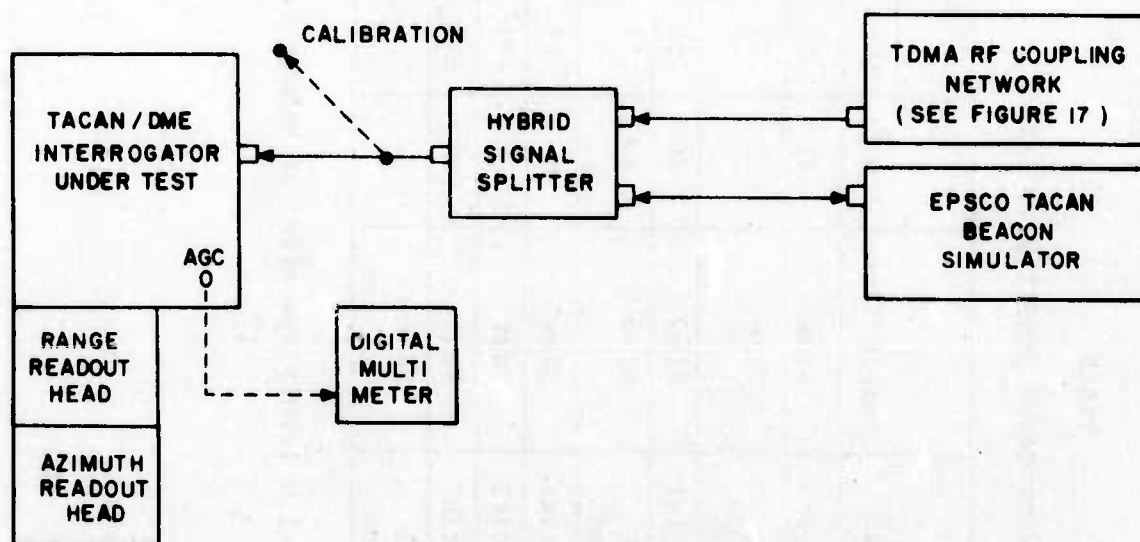 CALIBRATION
TACAN / DME
INTERROGATOR
UNDER TEST
AGC
HYBRID
SIGNAL
SPLITTER
TDMA RF COUPLING
NETWORK
( SEE FIGURE 17 )
EPSCO TACAN
BEACON
SIMULATOR
RANGE
READOUT
HEAD
DIGITAL
MULTI
METER
AZIMUTH
READOUT
HEAD